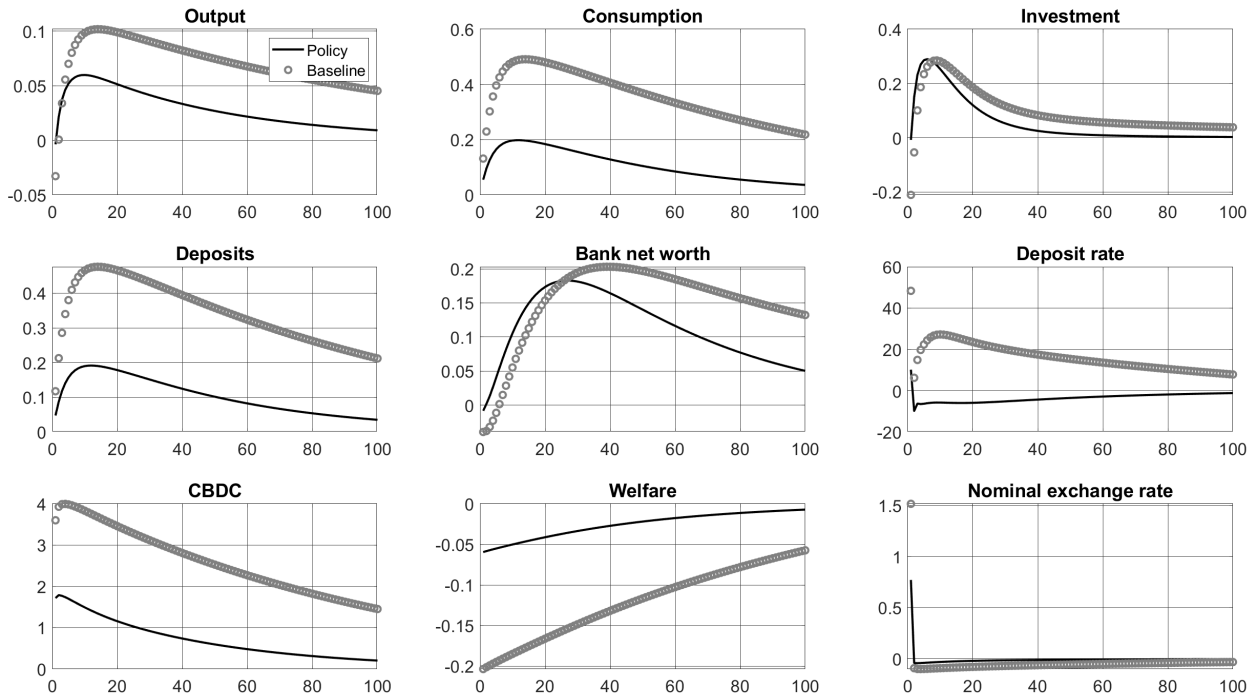 Output
0.1
0.05
0
-0.05
0 20 40 60 80 100
Policy
Baseline
Consumption
0.6
0.4
0.2
0
0 20 40 60 80 100
Investment
0.4
0.2
0
-0.2
0 20 40 60 80 100
Deposits
0.4
0.3
0.2
0.1
0
0 20 40 60 80 100
Bank net worth
0.2
0.15
0.1
0.05
0
0 20 40 60 80 100
Deposit rate
60
40
20
0
-20
0 20 40 60 80 100
CBDC
4
3
2
1
0
0 20 40 60 80 100
Welfare
0
-0.05
-0.1
-0.15
-0.2
0 20 40 60 80 100
Nominal exchange rate
1.5
1
0.5
0
0 20 40 60 80 100